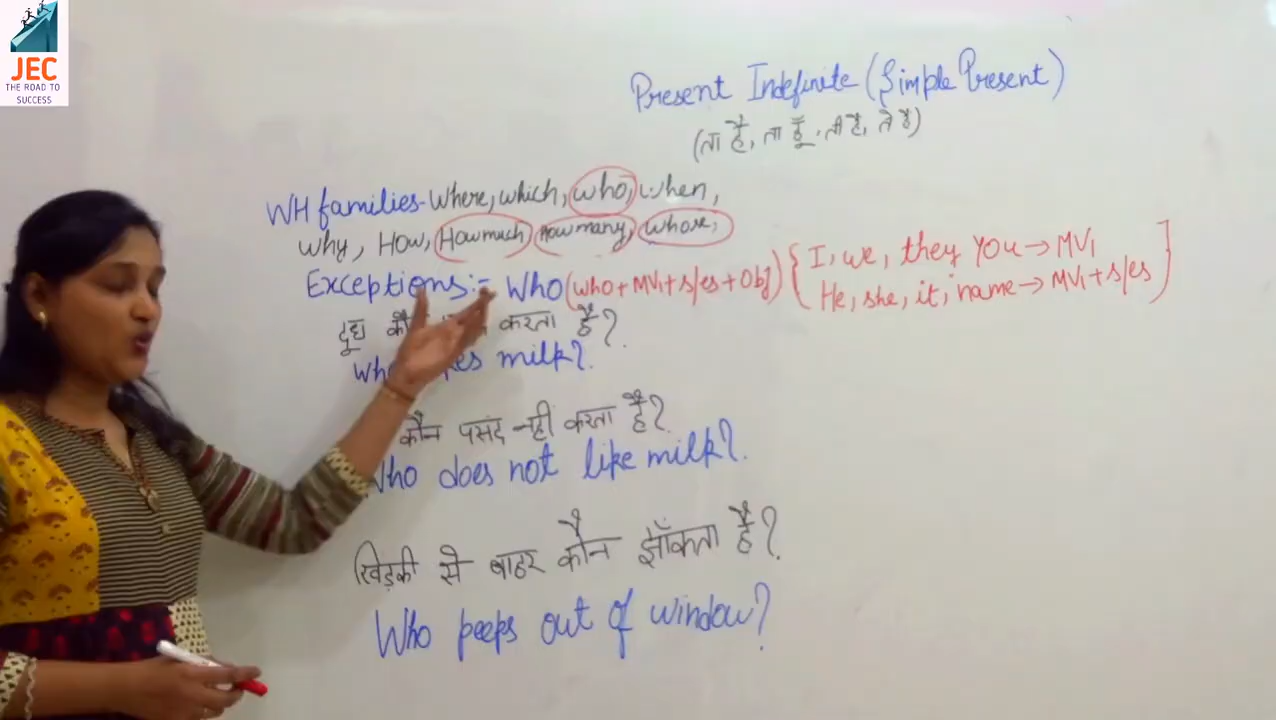 JEC
THE ROAD TO
SUCCESS
Present Indefinite (Simple Present)
(ता है, ता हूँ, ती है, ते है)
WH families- Where, which, who, when,
why, How, How much, How many, whose,
Exceptions:- Who (who + MV1 + s/es + Obj) { I, we, they You → MV1
He, she, it, name → MV1 + s/es ]
दूध करता है?
milk?
कौन पसंद नही करता है?
Who does not like milk?
खिड़की से बाहर कौन झाँकता है?
Who peeps out of window?